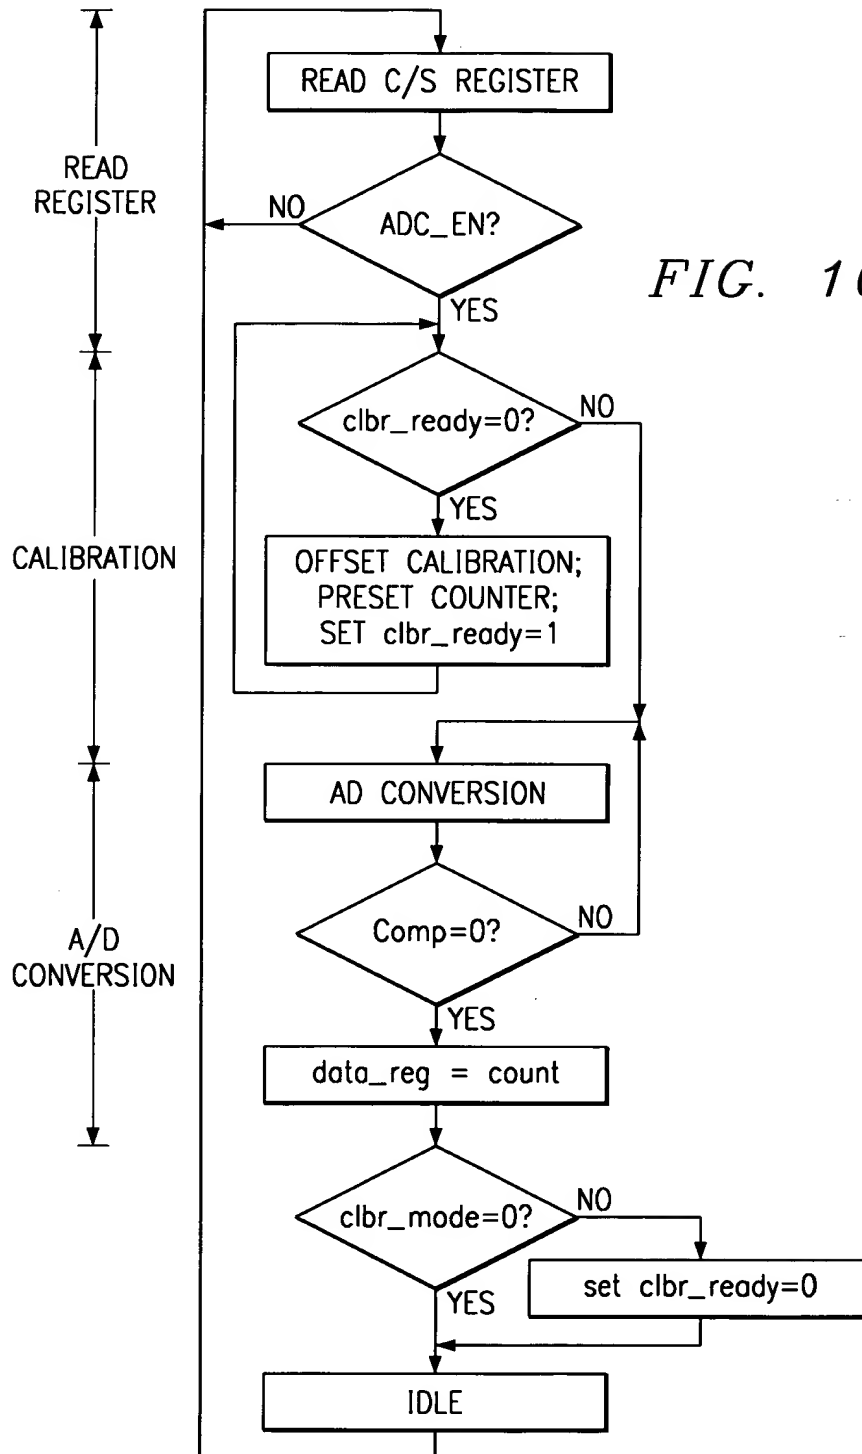 READ C/S REGISTER
READ
REGISTER
NO
ADC_EN?
FIG. 10
YES
clbr_ready=0?
NO
YES
CALIBRATION
OFFSET CALIBRATION;
PRESET COUNTER;
SET clbr_ready=1
AD CONVERSION
A/D
CONVERSION
Comp=0?
NO
YES
data_reg = count
clbr_mode=0?
NO
set clbr_ready=0
YES
IDLE